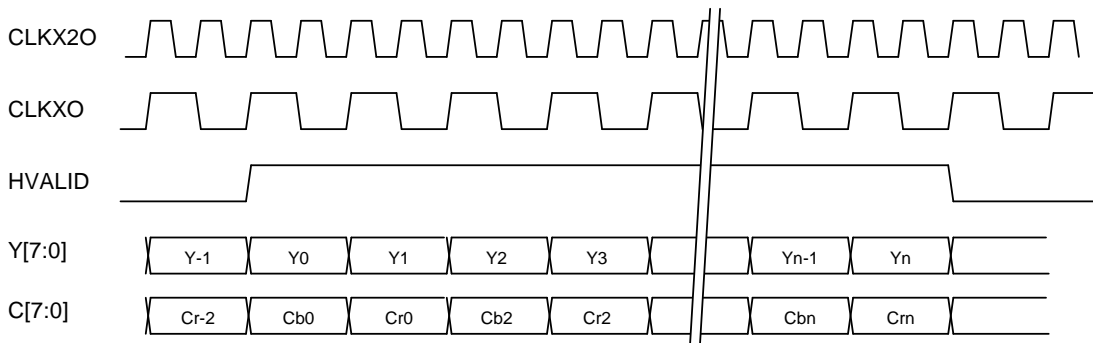 CLKX2O
CLKXO
HVALID
Y[7:0] Y-1 Y0 Y1 Y2 Y3 Yn-1 Yn
C[7:0] Cr-2 Cb0 Cr0 Cb2 Cr2 Cbn Crn